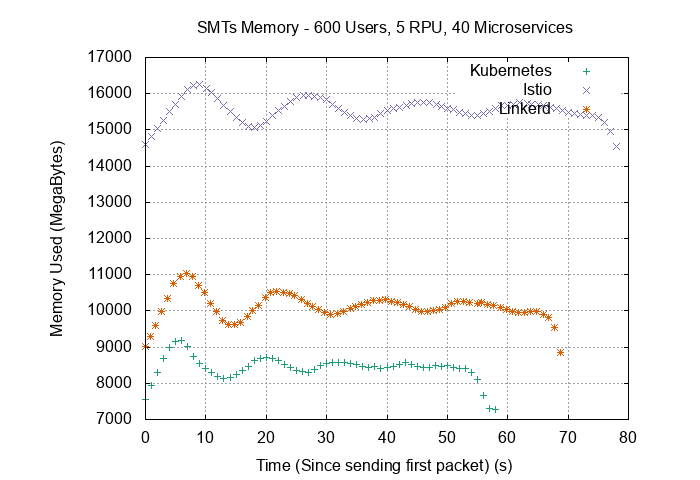 SMTs Memory - 600 Users, 5 RPU, 40 Microservices
17000
16000
15000
14000
13000
12000
11000
10000
9000
8000
7000
Memory Used (MegaBytes)
Kubernetes
Istio
Linkerd
0 10 20 30 40 50 60 70 80
Time (Since sending first packet) (s)